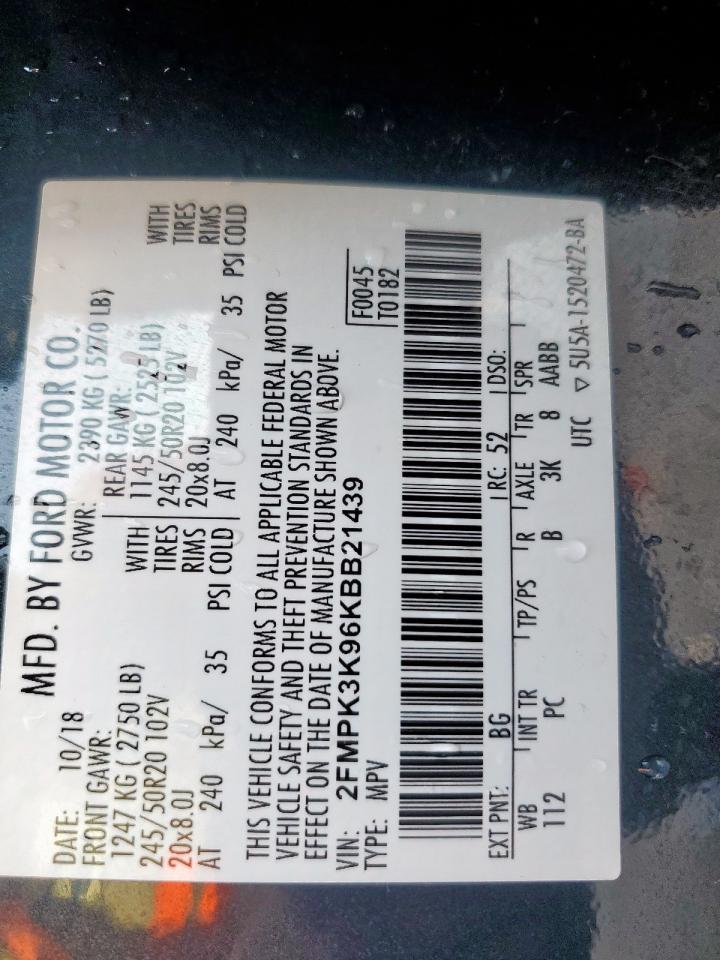 MFD. BY FORD MOTOR CO.
DATE: 10/18 GVWR: 2390 KG ( 5270 LB)
FRONT GAWR: REAR GAWR:
1247 KG ( 2750 LB) WITH 1145 KG ( 2525 LB) WITH
245/50R20 102V TIRES 245/50R20 102V TIRES
20x8.0J RIMS 20x8.0J RIMS
AT 240 kPa/ 35 PSI COLD AT 240 kPa/ 35 PSI COLD
THIS VEHICLE CONFORMS TO ALL APPLICABLE FEDERAL MOTOR
VEHICLE SAFETY AND THEFT PREVENTION STANDARDS IN
EFFECT ON THE DATE OF MANUFACTURE SHOWN ABOVE.
VIN: 2FMPK3K96KBB21439 F0045
TYPE: MPV T0182
EXT PNT: BG RC: 52 DSO:
WB INT TR TP/PS R AXLE TR SPR
112 PC B 3K 8 AABB
UTC ▽ 5U5A-1520472-BA